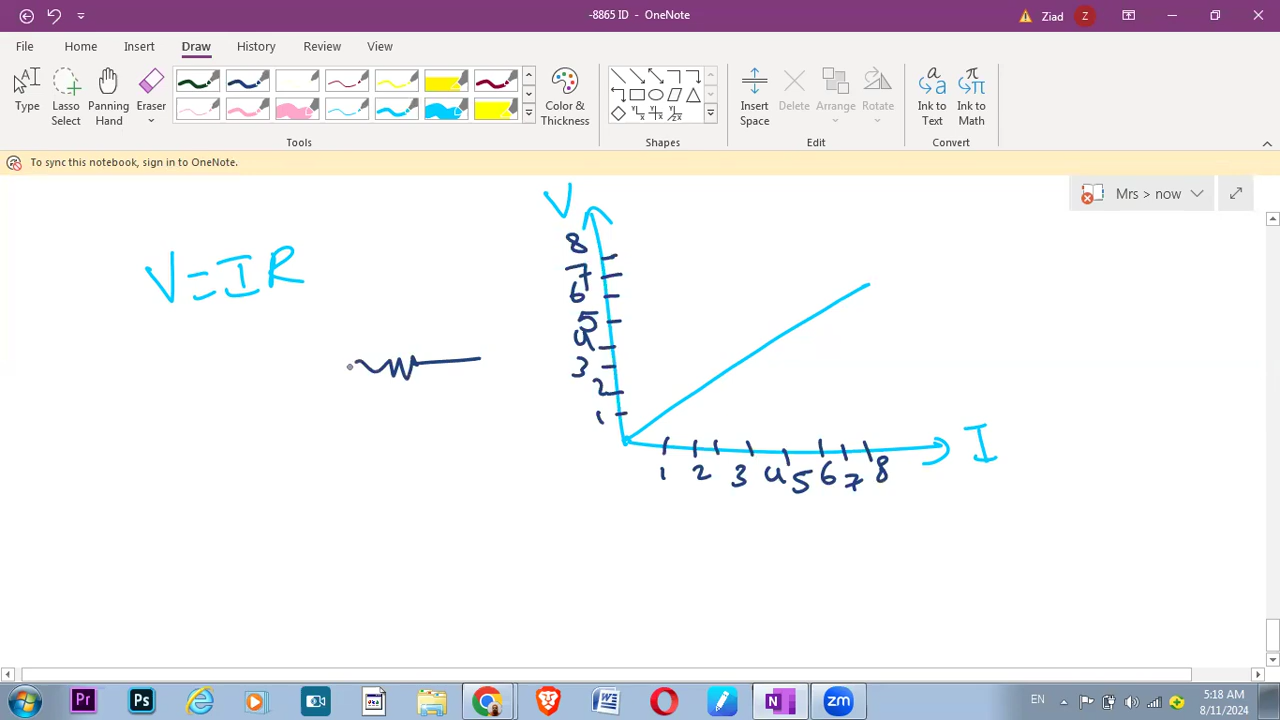 -8865 ID - OneNote
Ziad
Z
File Home Insert Draw History Review View
Type
Lasso Select
Panning Hand
Eraser
Color & Thickness
Insert Space
Delete
Arrange
Rotate
Ink to Text
Ink to Math
Tools
Shapes
Edit
Convert
To sync this notebook, sign in to OneNote.
Mrs > now
V=IR
V
8
7
6
5
4
3
2
1
I
1 2 3 4 5 6 7 8
Pr
Ps
zm
EN
5:18 AM
8/11/2024